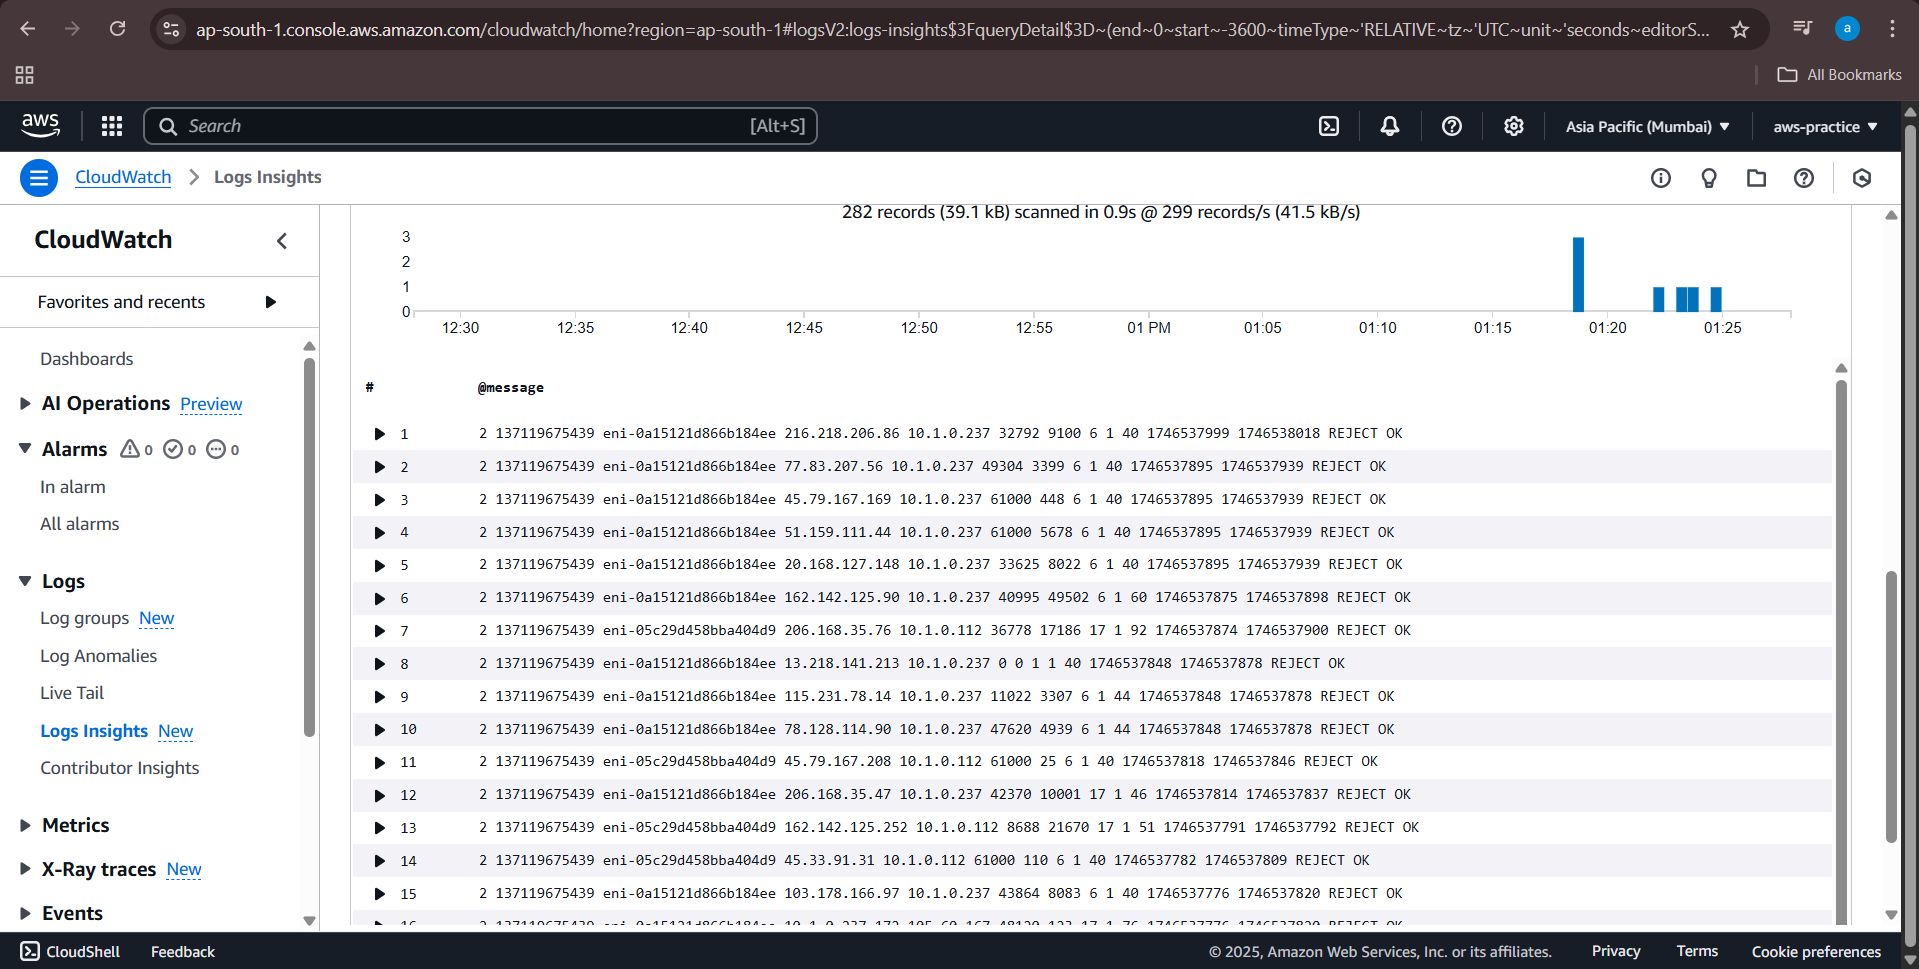 ap-south-1.console.aws.amazon.com/cloudwatch/home?region=ap-south-1#logsV2:logs-insights$3FqueryDetail$3D~(end~0~start~-3600~timeType~'RELATIVE~tz~'UTC~unit~'seconds~editorS...
a
All Bookmarks
aws
Search [Alt+S]
Asia Pacific (Mumbai)
aws-practice
CloudWatch
Logs Insights
CloudWatch
Favorites and recents
Dashboards
AI Operations Preview
Alarms 0 0 0
In alarm
All alarms
Logs
Log groups New
Log Anomalies
Live Tail
Logs Insights New
Contributor Insights
Metrics
X-Ray traces New
Events
282 records (39.1 kB) scanned in 0.9s @ 299 records/s (41.5 kB/s)
3
2
1
0
12:30 12:35 12:40 12:45 12:50 12:55 01 PM 01:05 01:10 01:15 01:20 01:25
# @message
1 2 137119675439 eni-0a15121d866b184ee 216.218.206.86 10.1.0.237 32792 9100 6 1 40 1746537999 1746538018 REJECT OK
2 2 137119675439 eni-0a15121d866b184ee 77.83.207.56 10.1.0.237 49304 3399 6 1 40 1746537895 1746537939 REJECT OK
3 2 137119675439 eni-0a15121d866b184ee 45.79.167.169 10.1.0.237 61000 448 6 1 40 1746537895 1746537939 REJECT OK
4 2 137119675439 eni-0a15121d866b184ee 51.159.111.44 10.1.0.237 61000 5678 6 1 40 1746537895 1746537939 REJECT OK
5 2 137119675439 eni-0a15121d866b184ee 20.168.127.148 10.1.0.237 33625 8022 6 1 40 1746537895 1746537939 REJECT OK
6 2 137119675439 eni-0a15121d866b184ee 162.142.125.90 10.1.0.237 40995 49502 6 1 60 1746537875 1746537898 REJECT OK
7 2 137119675439 eni-05c29d458bba404d9 206.168.35.76 10.1.0.112 36778 17186 17 1 92 1746537874 1746537900 REJECT OK
8 2 137119675439 eni-0a15121d866b184ee 13.218.141.213 10.1.0.237 0 0 1 1 40 1746537848 1746537878 REJECT OK
9 2 137119675439 eni-0a15121d866b184ee 115.231.78.14 10.1.0.237 11022 3307 6 1 44 1746537848 1746537878 REJECT OK
10 2 137119675439 eni-0a15121d866b184ee 78.128.114.90 10.1.0.237 47620 4939 6 1 44 1746537848 1746537878 REJECT OK
11 2 137119675439 eni-05c29d458bba404d9 45.79.167.208 10.1.0.112 61000 25 6 1 40 1746537818 1746537846 REJECT OK
12 2 137119675439 eni-0a15121d866b184ee 206.168.35.47 10.1.0.237 42370 10001 17 1 46 1746537814 1746537837 REJECT OK
13 2 137119675439 eni-05c29d458bba404d9 162.142.125.252 10.1.0.112 8688 21670 17 1 51 1746537791 1746537792 REJECT OK
14 2 137119675439 eni-05c29d458bba404d9 45.33.91.31 10.1.0.112 61000 110 6 1 40 1746537782 1746537809 REJECT OK
15 2 137119675439 eni-0a15121d866b184ee 103.178.166.97 10.1.0.237 43864 8083 6 1 40 1746537776 1746537820 REJECT OK
CloudShell
Feedback
© 2025, Amazon Web Services, Inc. or its affiliates.
Privacy
Terms
Cookie preferences